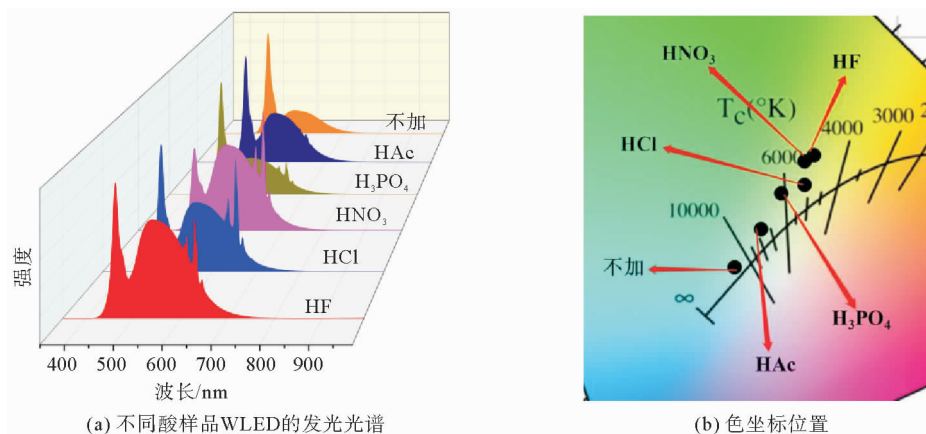 不加
HAc
H₃PO₄
HNO₃
HCl
HF
强度
400 500 600 700 800 900
波长/nm
(a) 不同酸样品WLED的发光光谱
HNO₃
HF
T_C(°K)
3000
2
4000
HCl
6000
10000
不加
∞
H₃PO₄
HAc
(b) 色坐标位置